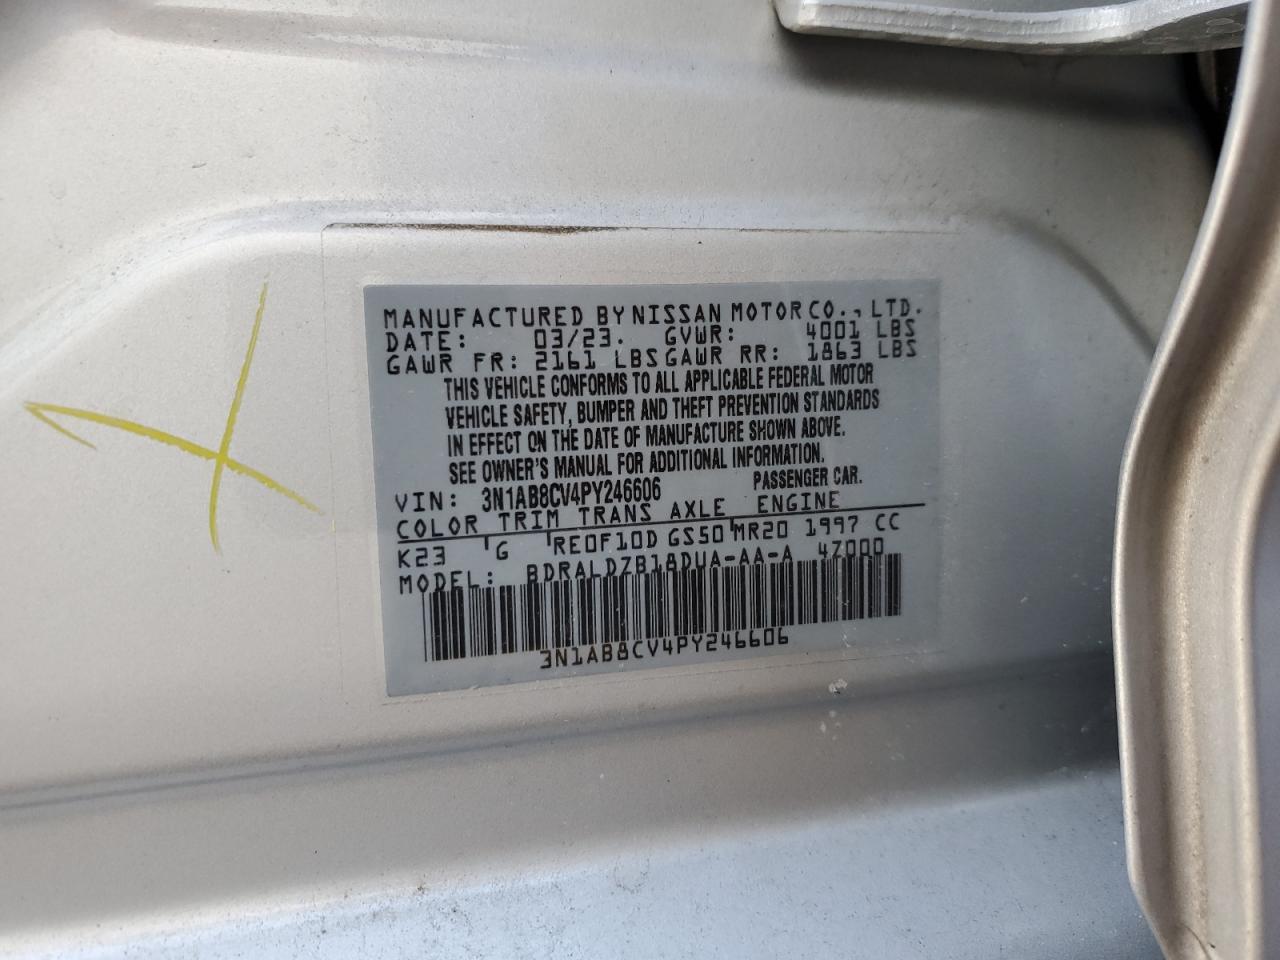 MANUFACTURED BY NISSAN MOTOR CO., LTD.
DATE: 03/23. GVWR: 4001 LBS
GAWR FR: 2161 LBS GAWR RR: 1863 LBS
THIS VEHICLE CONFORMS TO ALL APPLICABLE FEDERAL MOTOR
VEHICLE SAFETY, BUMPER AND THEFT PREVENTION STANDARDS
IN EFFECT ON THE DATE OF MANUFACTURE SHOWN ABOVE.
SEE OWNER'S MANUAL FOR ADDITIONAL INFORMATION.
VIN: 3N1AB8CV4PY246606 PASSENGER CAR.
COLOR TRIM TRANS AXLE ENGINE
K23 G RE0F10D GS50 MR20 1997 CC
MODEL: BDRALDZB18DUA-AA-A 4Z000
3N1AB8CV4PY246606